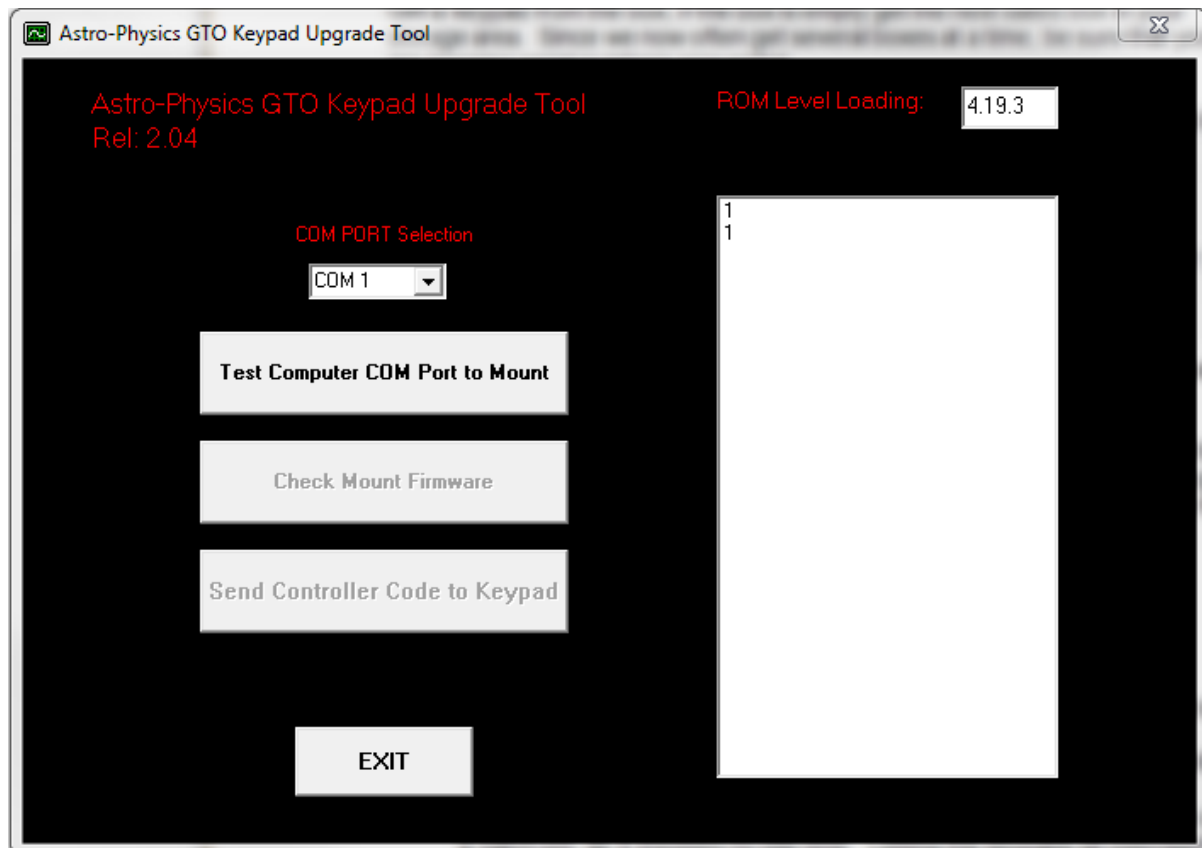 Astro-Physics GTO Keypad Upgrade Tool
Astro-Physics GTO Keypad Upgrade Tool
Rel: 2.04
ROM Level Loading:
4.19.3
COM PORT Selection
COM 1
1
1
Test Computer COM Port to Mount
Check Mount Firmware
Send Controller Code to Keypad
EXIT